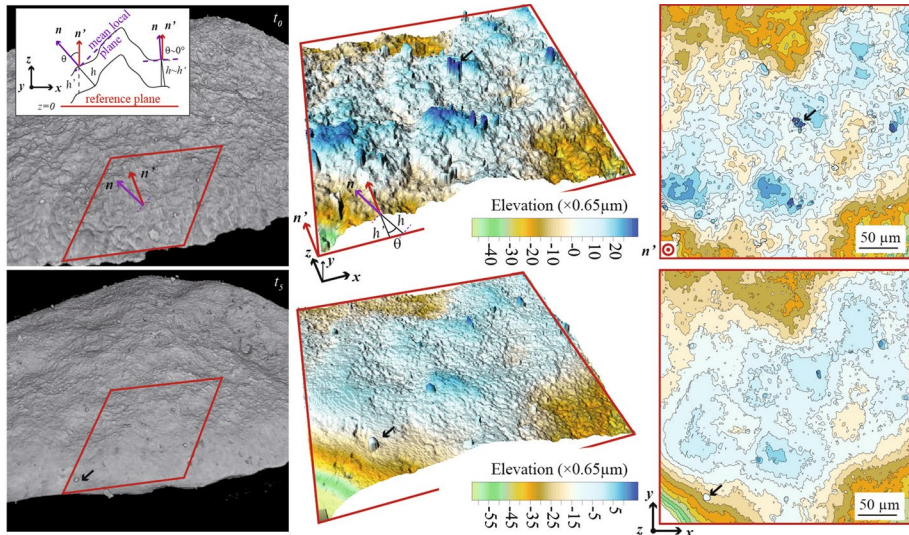 t0
n n'
mean local
plane
θ
θ~0°
h' h h~h'
z
y x
reference plane
z=0
n n'
n
n' h h
θ
z y
x
Elevation (×0.65μm)
-40 -30 -20 -10 0 10 20
n'
50 μm
t5
Elevation (×0.65μm)
-55 -45 -35 -25 -15 -5 5
y
z x
50 μm